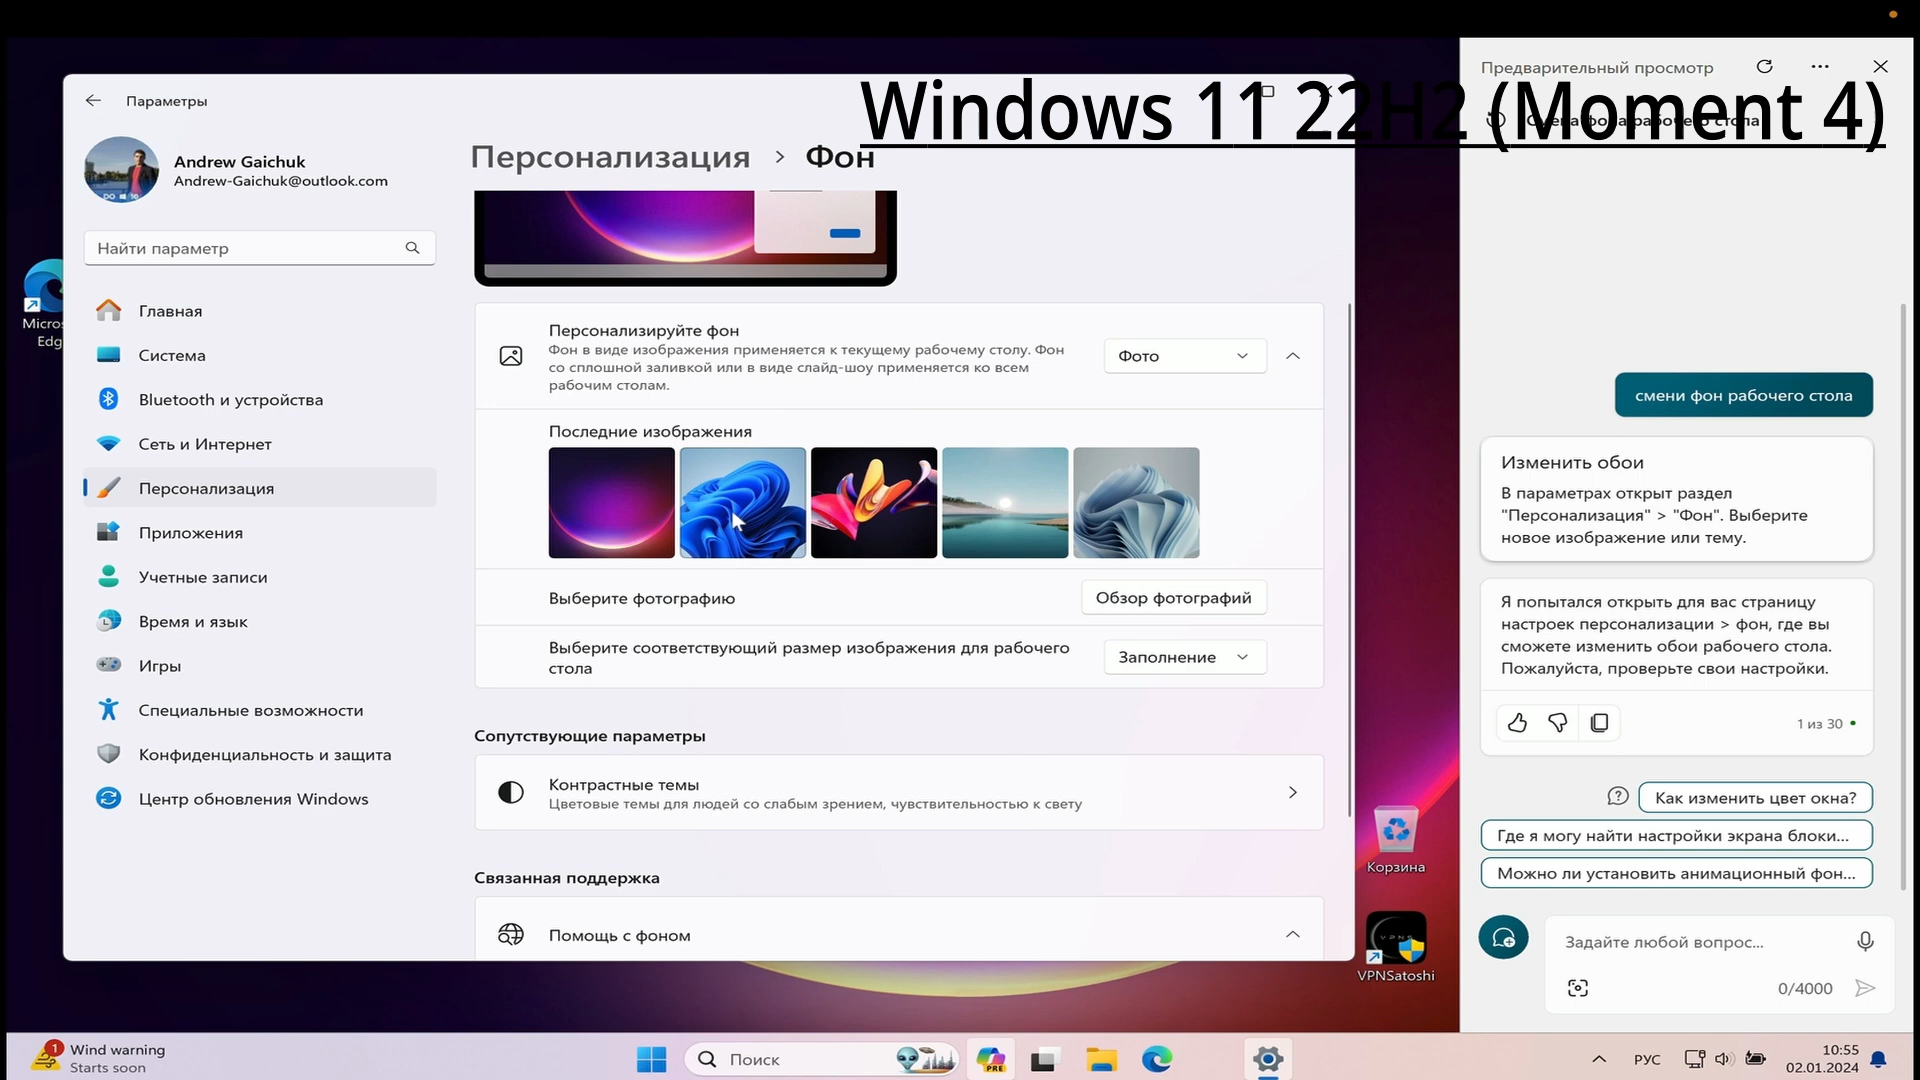 Windows 11 22H2 (Moment 4)
Параметры
Andrew Gaichuk
Andrew-Gaichuk@outlook.com
Найти параметр
Главная
Система
Bluetooth и устройства
Сеть и Интернет
Персонализация
Приложения
Учетные записи
Время и язык
Игры
Специальные возможности
Конфиденциальность и защита
Центр обновления Windows
Персонализация > Фон
Персонализируйте фон
Фон в виде изображения применяется к текущему рабочему столу. Фон
со сплошной заливкой или в виде слайд-шоу применяется ко всем
рабочим столам.
Фото
Последние изображения
Выберите фотографию
Обзор фотографий
Выберите соответствующий размер изображения для рабочего
стола
Заполнение
Сопутствующие параметры
Контрастные темы
Цветовые темы для людей со слабым зрением, чувствительностью к свету
Связанная поддержка
Помощь с фоном
Micros
Edg
Корзина
VPNSatoshi
Предварительный просмотр
фона рабочего стола
смени фон рабочего стола
Изменить обои
В параметрах открыт раздел
"Персонализация" > "Фон". Выберите
новое изображение или тему.
Я попытался открыть для вас страницу
настроек персонализации > фон, где вы
сможете изменить обои рабочего стола.
Пожалуйста, проверьте свои настройки.
1 из 30
Как изменить цвет окна?
Где я могу найти настройки экрана блоки...
Можно ли установить анимационный фон...
Задайте любой вопрос...
0/4000
1
Wind warning
Starts soon
Поиск
PRE
РУС
10:55
02.01.2024